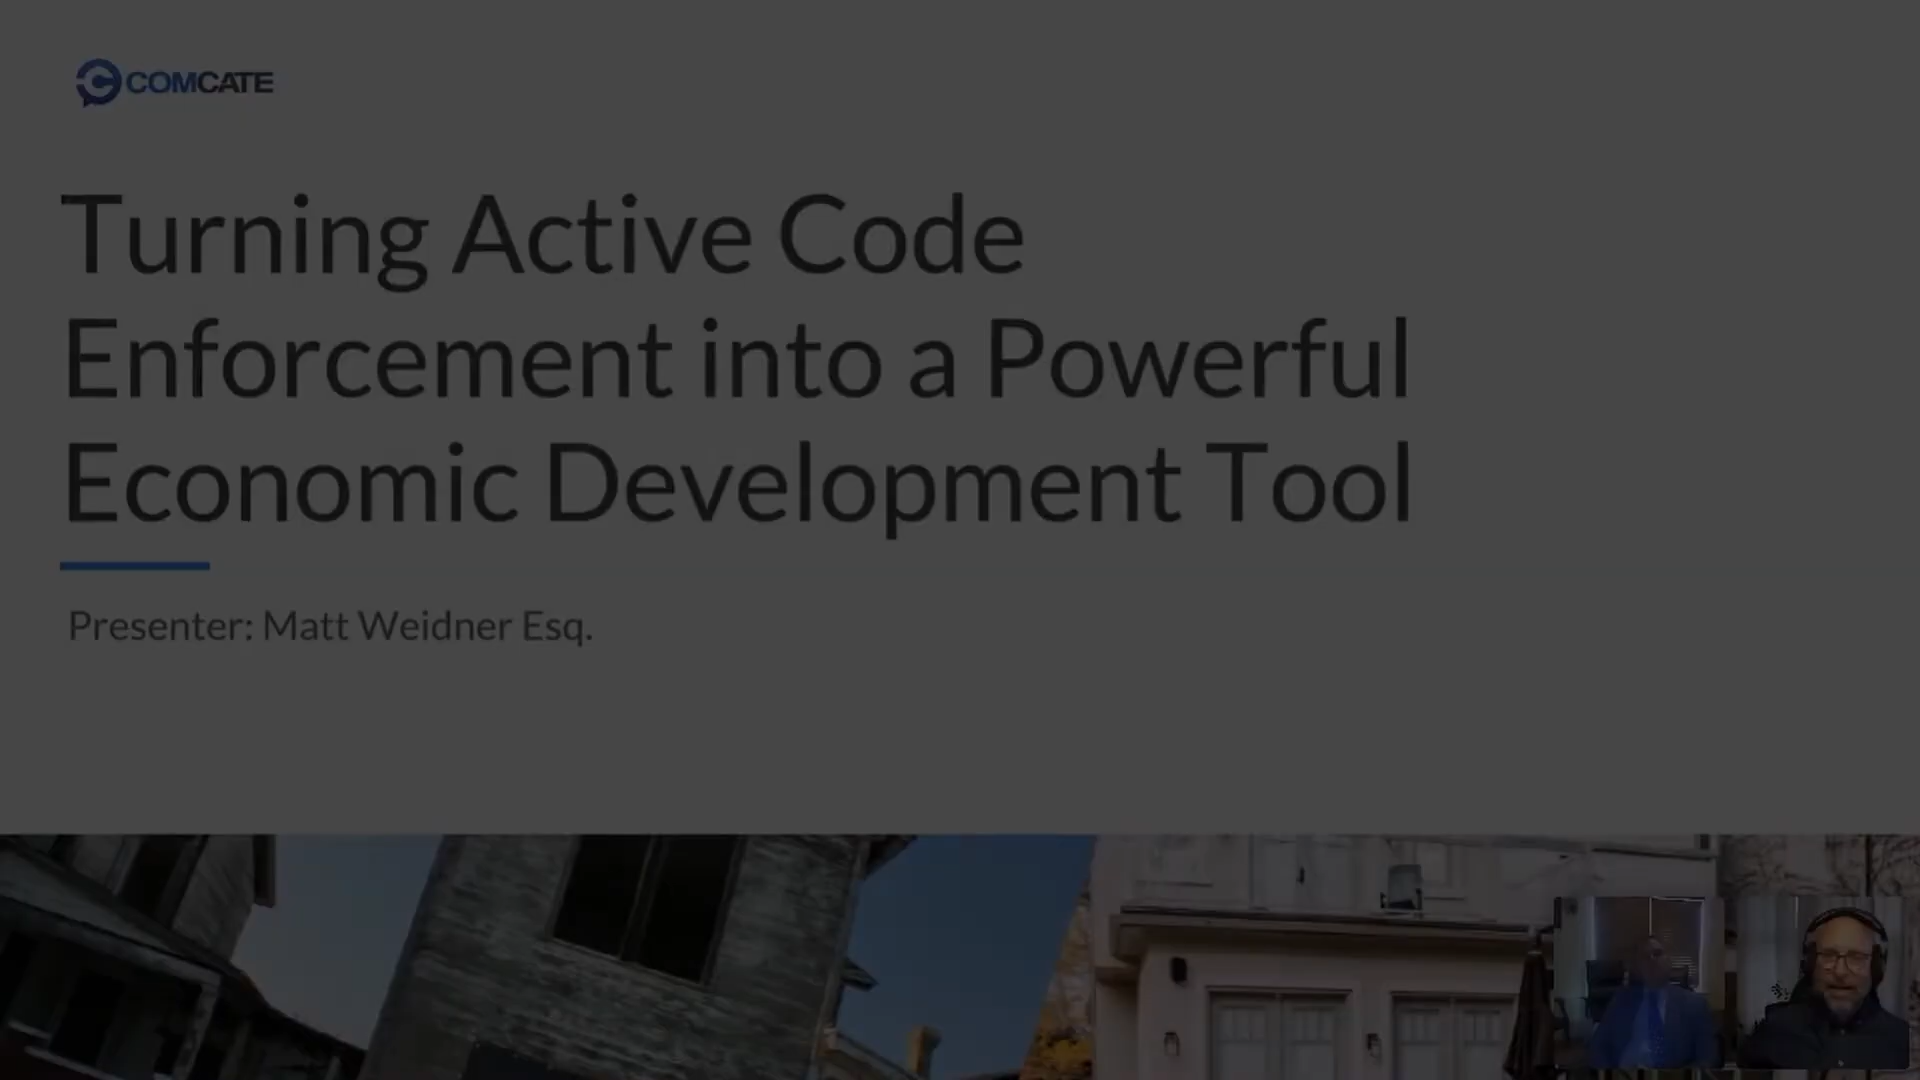 COMCATE
Turning Active Code
Enforcement into a Powerful
Economic Development Tool
Presenter: Matt Weidner Esq.